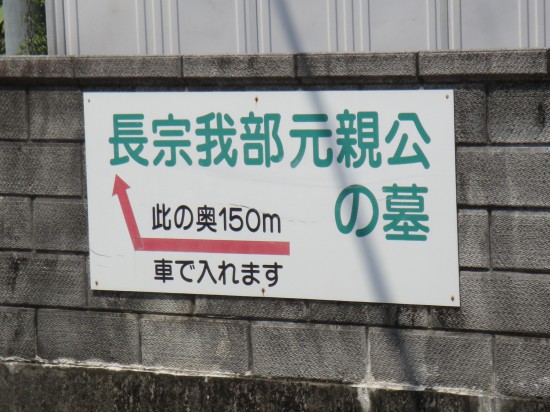 長宗我部元親公
の墓
此の奥150m
車で入れます